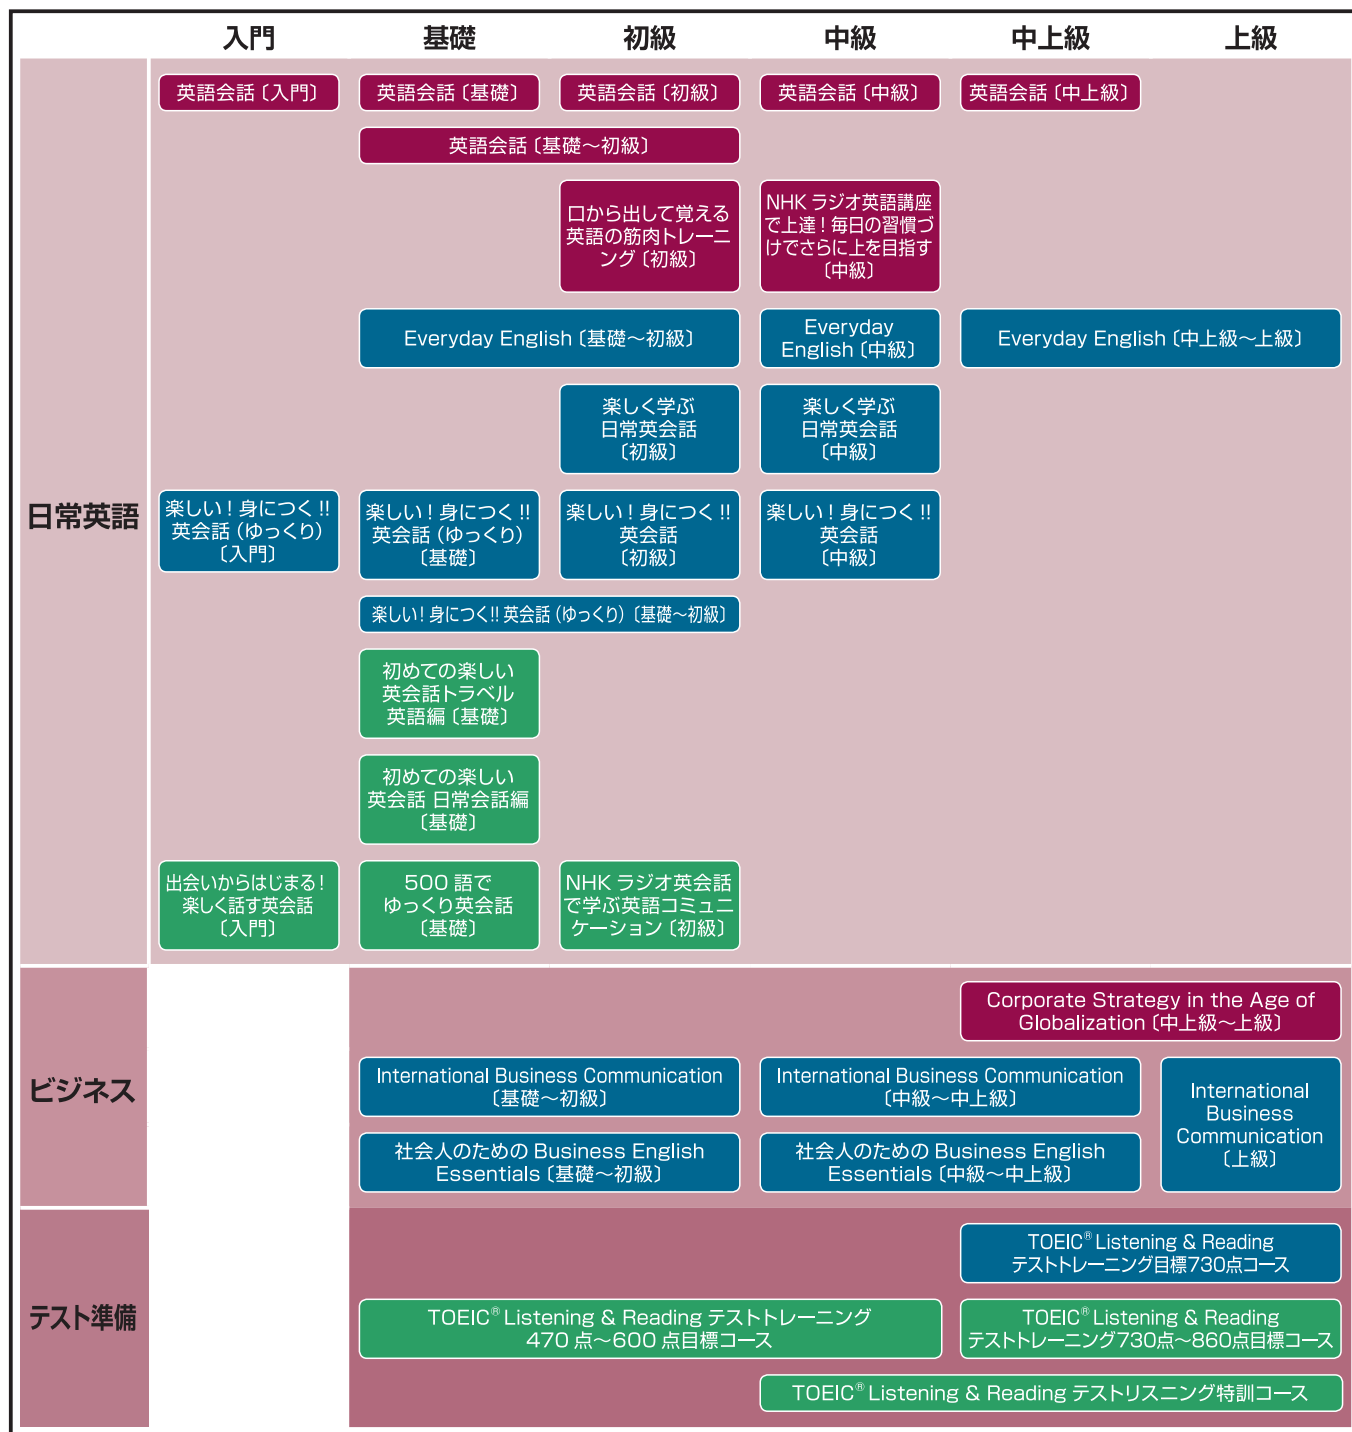 入門 基礎 初級 中級 中上級 上級
日常英語
英語会話〔入門〕 英語会話〔基礎〕 英語会話〔初級〕 英語会話〔中級〕 英語会話〔中上級〕
英語会話〔基礎～初級〕
口から出して覚える
英語の筋肉トレーニ
ング〔初級〕
NHK ラジオ英語講座
で上達！毎日の習慣づ
けでさらに上を目指す
〔中級〕
Everyday English〔基礎～初級〕
Everyday
English〔中級〕
Everyday English〔中上級～上級〕
楽しく学ぶ
日常英会話
〔初級〕
楽しく学ぶ
日常英会話
〔中級〕
楽しい！身につく!!
英会話（ゆっくり）
〔入門〕
楽しい！身につく!!
英会話（ゆっくり）
〔基礎〕
楽しい！身につく!!
英会話
〔初級〕
楽しい！身につく!!
英会話
〔中級〕
楽しい！身につく!!英会話（ゆっくり）〔基礎～初級〕
初めての楽しい
英会話トラベル
英語編〔基礎〕
初めての楽しい
英会話 日常会話編
〔基礎〕
出会いからはじまる！
楽しく話す英会話
〔入門〕
500 語で
ゆっくり英会話
〔基礎〕
NHK ラジオ英会話
で学ぶ英語コミュニ
ケーション〔初級〕
ビジネス
Corporate Strategy in the Age of
Globalization〔中上級～上級〕
International Business Communication
〔基礎～初級〕
International Business Communication
〔中級～中上級〕
International
Business
Communication
〔上級〕
社会人のための Business English
Essentials〔基礎～初級〕
社会人のための Business English
Essentials〔中級～中上級〕
テスト準備
TOEIC® Listening & Reading
テストトレーニング目標730点コース
TOEIC® Listening & Reading テストトレーニング
470 点～600 点目標コース
TOEIC® Listening & Reading
テストトレーニング730点～860点目標コース
TOEIC® Listening & Reading テストリスニング特訓コース